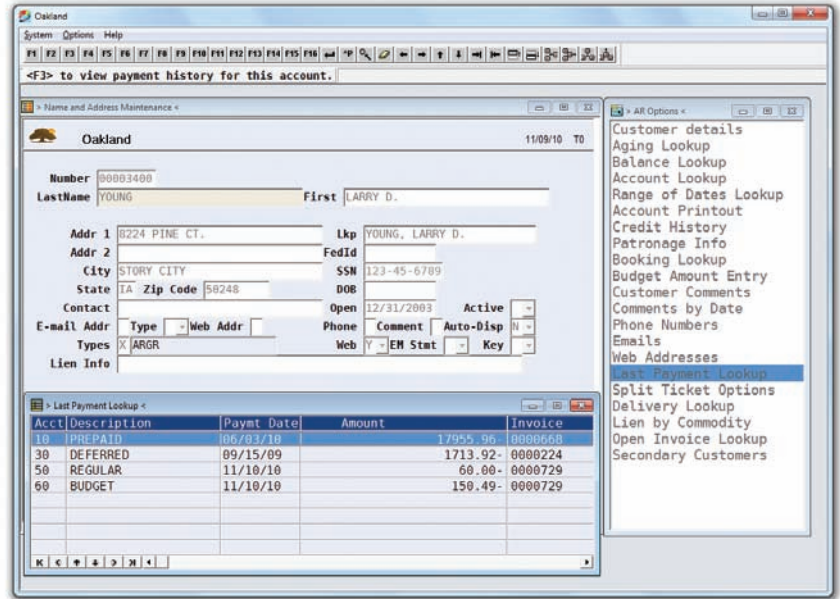 Oakland
System Options Help
F1 F2 F3 F4 F5 F6 F7 F8 F9 F10 F11 F12 F13 F14 F15 F16 ^P
<F3> to view payment history for this account.
> Name and Address Maintenance <
Oakland 11/09/10 T0
Number 00003400
LastName YOUNG First LARRY D.
Addr 1 8224 PINE CT. Lkp YOUNG, LARRY D.
Addr 2 FedId
City STORY CITY SSN 123-45-6789
State IA Zip Code 50248 DOB
Contact Open 12/31/2003 Active
E-mail Addr Type Web Addr Phone Comment Auto-Disp N
Types X ARGR Web Y EM Stmt Key
Lien Info
> Last Payment Lookup <
Acct Description Paymt Date Amount Invoice
10 PREPAID 06/03/10 17955.96- 0000668
30 DEFERRED 09/15/09 1713.92- 0000224
50 REGULAR 11/10/10 60.00- 0000729
60 BUDGET 11/10/10 150.49- 0000729
> AR Options <
Customer details
Aging Lookup
Balance Lookup
Account Lookup
Range of Dates Lookup
Account Printout
Credit History
Patronage Info
Booking Lookup
Budget Amount Entry
Customer Comments
Comments by Date
Phone Numbers
Emails
Web Addresses
Last Payment Lookup
Split Ticket Options
Delivery Lookup
Lien by Commodity
Open Invoice Lookup
Secondary Customers